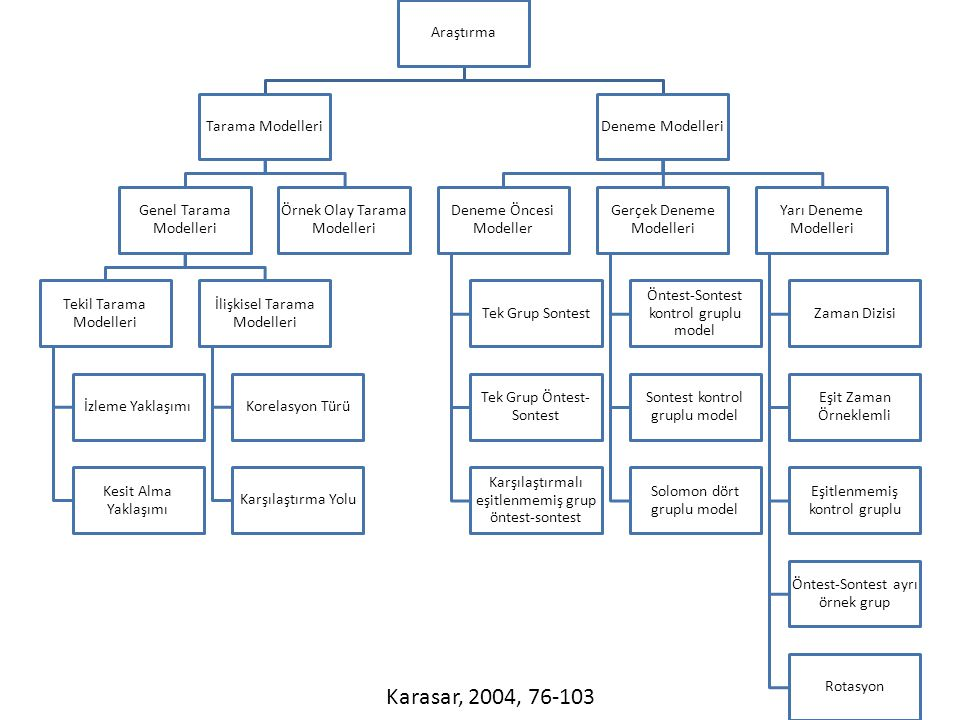 Araştırma
Tarama Modelleri
Deneme Modelleri
Genel Tarama
Modelleri
Örnek Olay Tarama
Modelleri
Deneme Öncesi
Modeller
Gerçek Deneme
Modelleri
Yarı Deneme
Modelleri
Tekil Tarama
Modelleri
İlişkisel Tarama
Modelleri
Tek Grup Sontest
Öntest-Sontest
kontrol gruplu
model
Zaman Dizisi
İzleme Yaklaşımı
Korelasyon Türü
Tek Grup Öntest-
Sontest
Sontest kontrol
gruplu model
Eşit Zaman
Örneklemli
Kesit Alma
Yaklaşımı
Karşılaştırma Yolu
Karşılaştırmalı
eşitlenmemiş grup
öntest-sontest
Solomon dört
gruplu model
Eşitlenmemiş
kontrol gruplu
Öntest-Sontest ayrı
örnek grup
Rotasyon
Karasar, 2004, 76-103